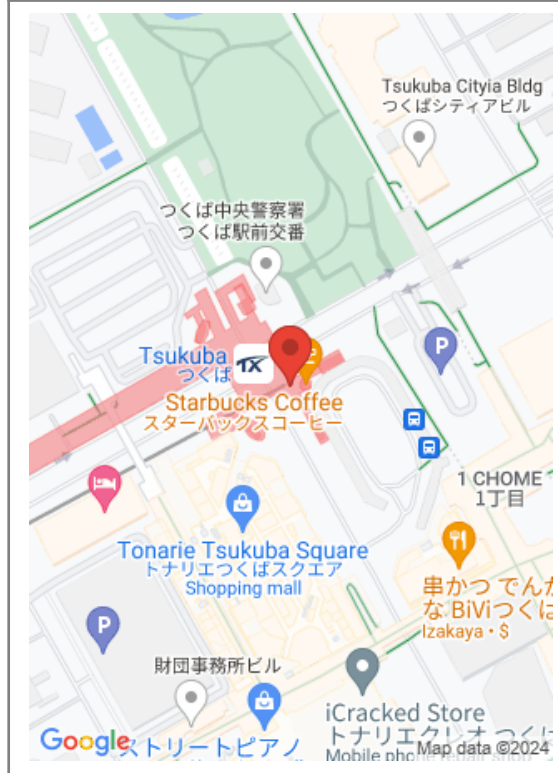 Tsukuba Cityia Bldg
つくばシティアビル
つくば中央警察署
つくば駅前交番
Tsukuba
つくば
TX
P
Starbucks Coffee
スターバックスコーヒー
1 CHOME
1丁目
Tonarie Tsukuba Square
トナリエつくばスクエア
Shopping mall
串かつ でんが
な BiViつくば
Izakaya・$
P
財団事務所ビル
iCracked Store
トナリエクレオ つくば
Mobile phone repair shop
ストリートピアノ
Google
Map data ©2024